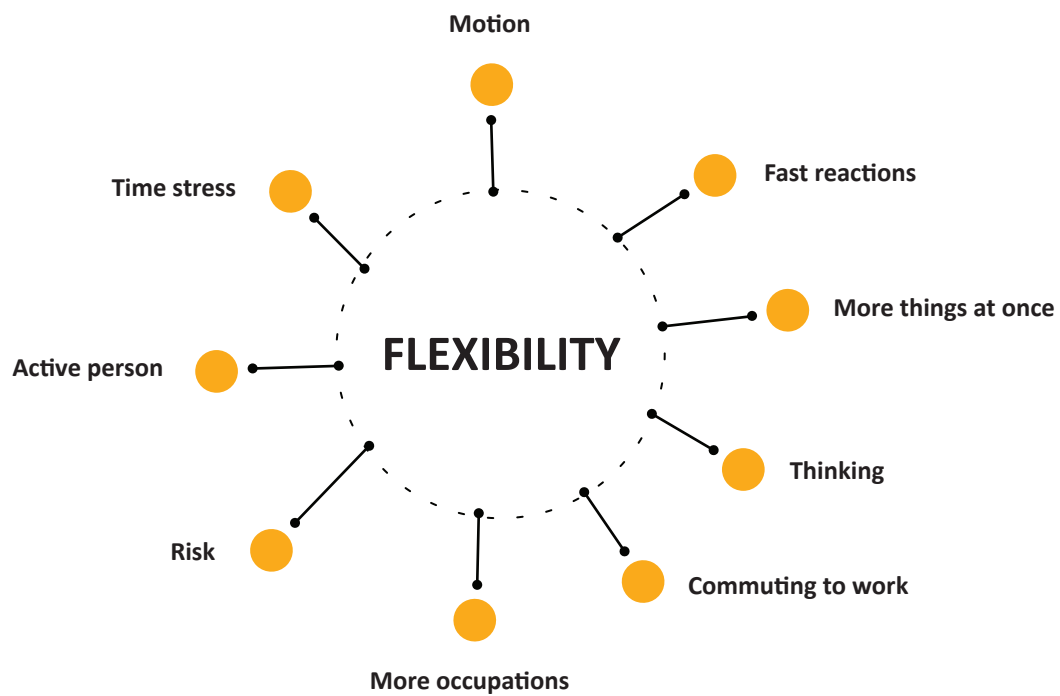 Motion
Fast reactions
Time stress
More things at once
FLEXIBILITY
Active person
Thinking
Risk
Commuting to work
More occupations